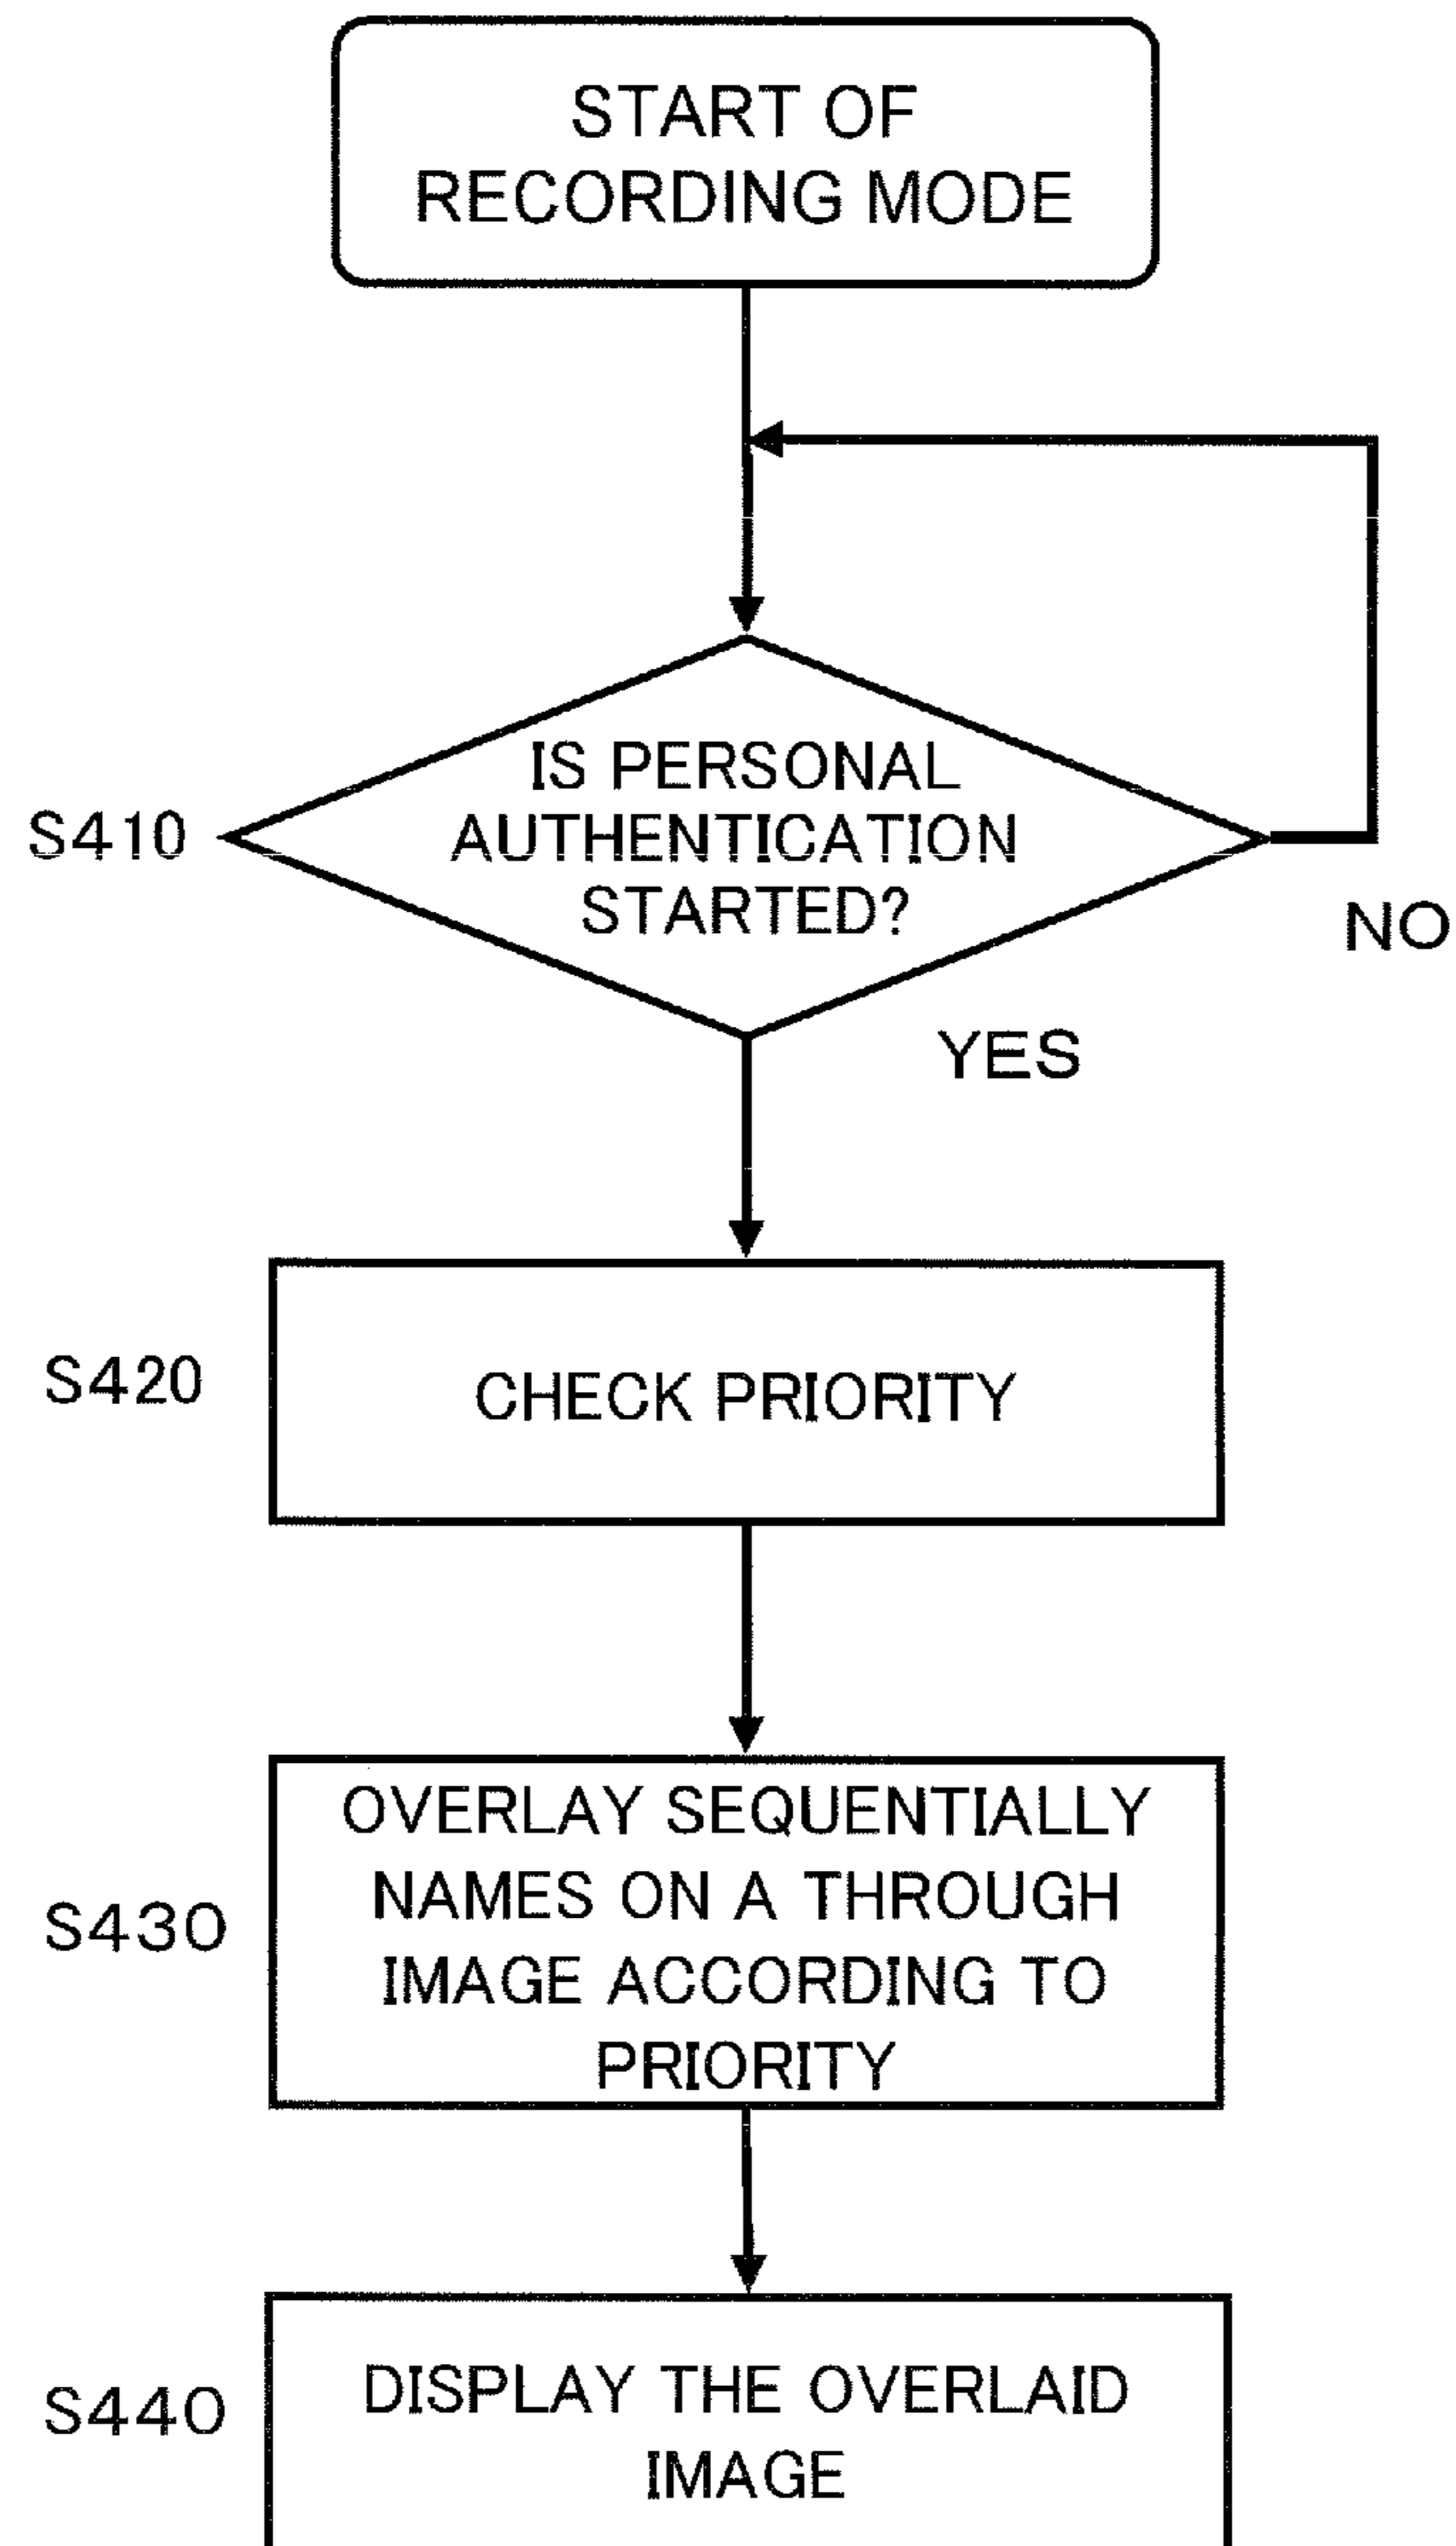 START OF
RECORDING MODE
IS PERSONAL
AUTHENTICATION
STARTED?
S410
NO
YES
S420
CHECK PRIORITY
OVERLAY SEQUENTIALLY
NAMES ON A THROUGH
IMAGE ACCORDING TO
PRIORITY
S430
DISPLAY THE OVERLAID
IMAGE
S440